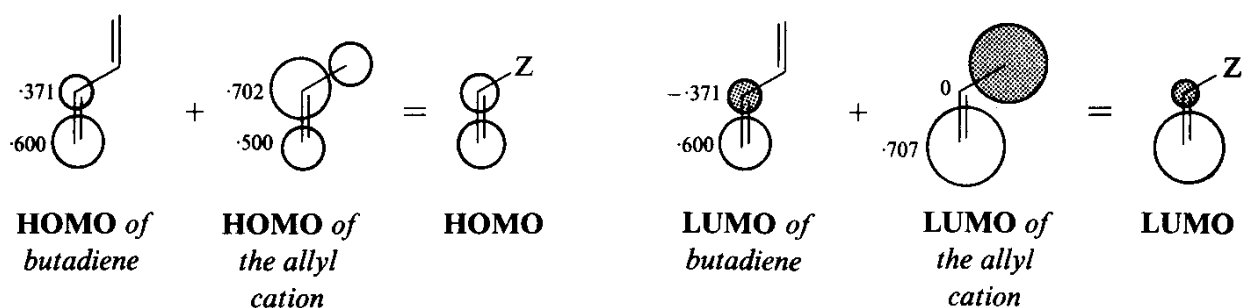 ·371
·600
+
·702
·500
=
Z
HOMO of
butadiene
HOMO of
the allyl
cation
HOMO
-·371
·600
+
0
·707
=
Z
LUMO of
butadiene
LUMO of
the allyl
cation
LUMO